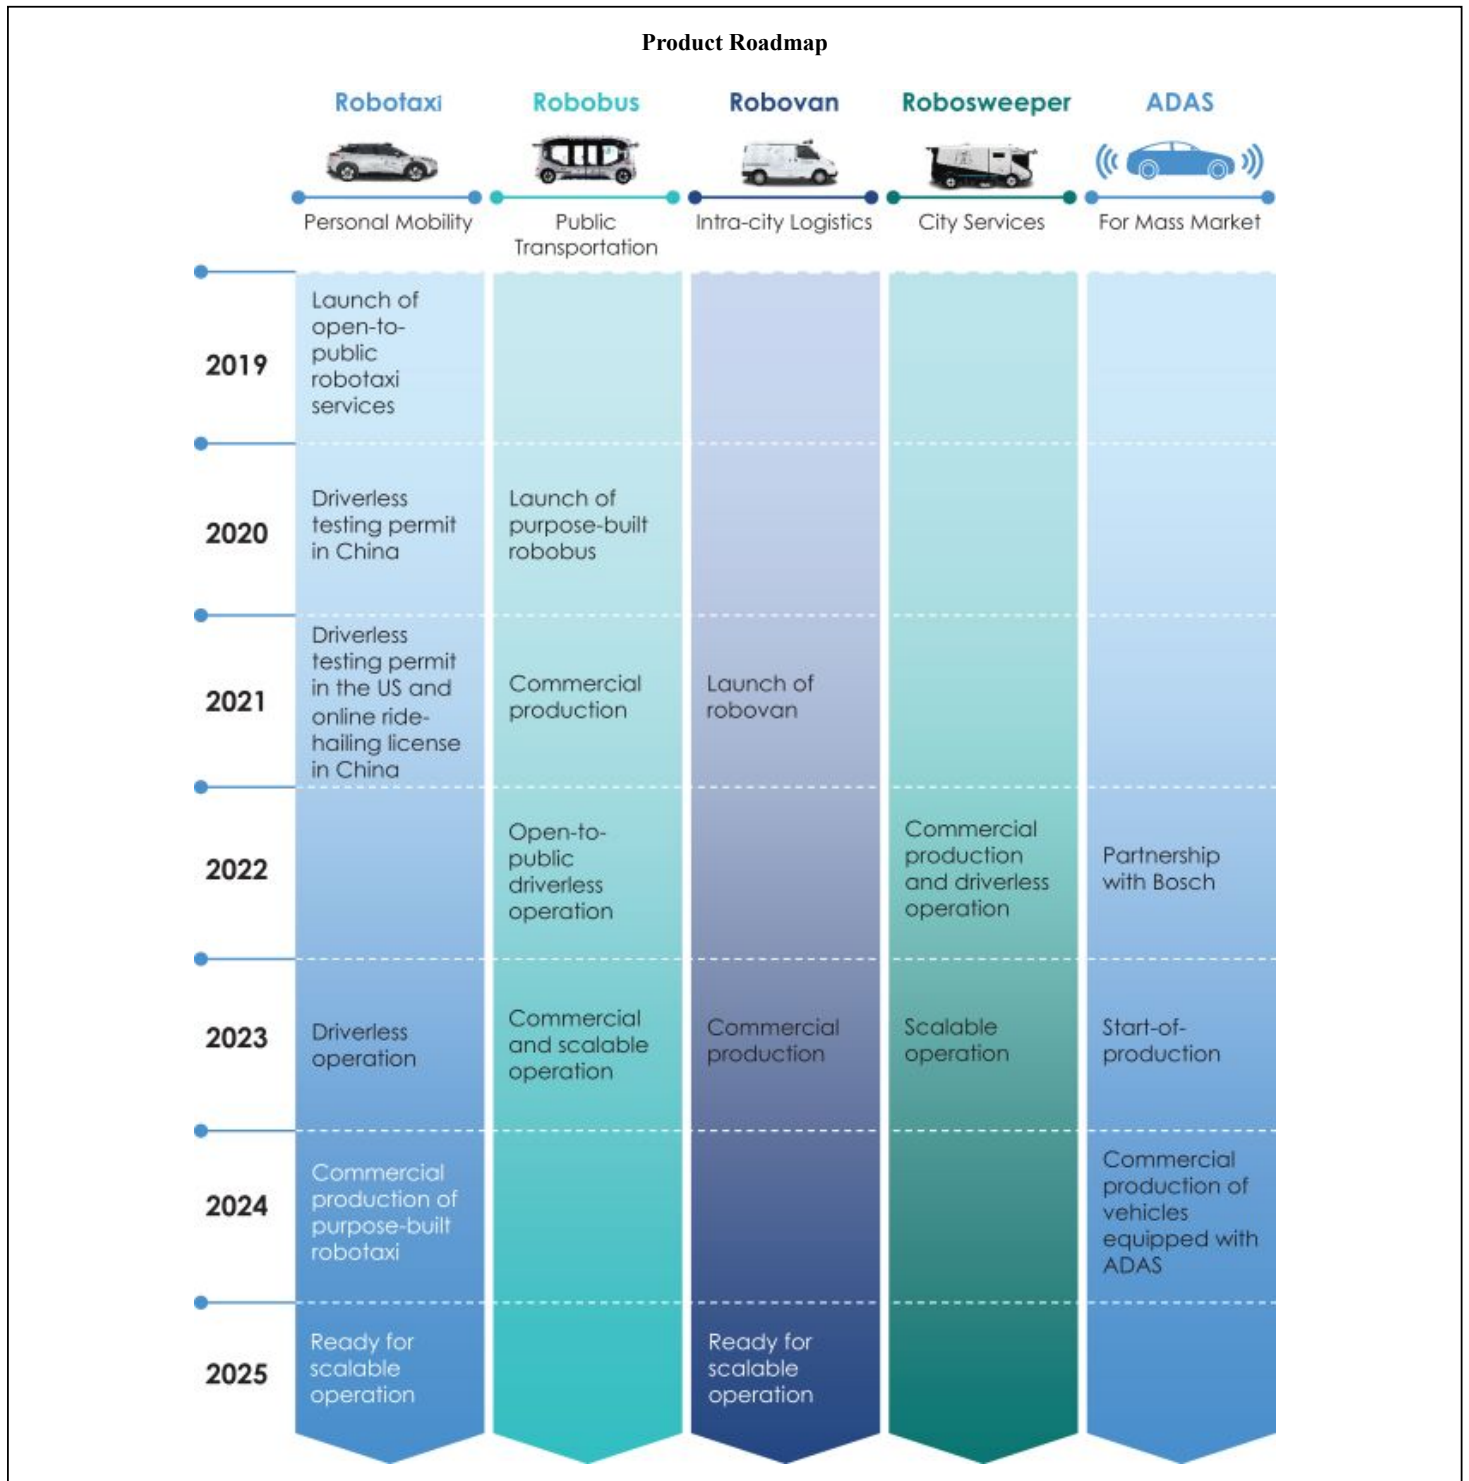 Product Roadmap
Robotaxi
Robobus
Robovan
Robosweeper
ADAS
Personal Mobility
Public
Transportation
Intra-city Logistics
City Services
For Mass Market
2019
Launch of
open-to-
public
robotaxi
services
2020
Driverless
testing permit
in China
Launch of
purpose-built
robobus
2021
Driverless
testing permit
in the US and
online ride-
hailing license
in China
Commercial
production
Launch of
robovan
2022
Open-to-
public
driverless
operation
Commercial
production
and driverless
operation
Partnership
with Bosch
2023
Driverless
operation
Commercial
and scalable
operation
Commercial
production
Scalable
operation
Start-of-
production
2024
Commercial
production of
purpose-built
robotaxi
Commercial
production of
vehicles
equipped with
ADAS
2025
Ready for
scalable
operation
Ready for
scalable
operation